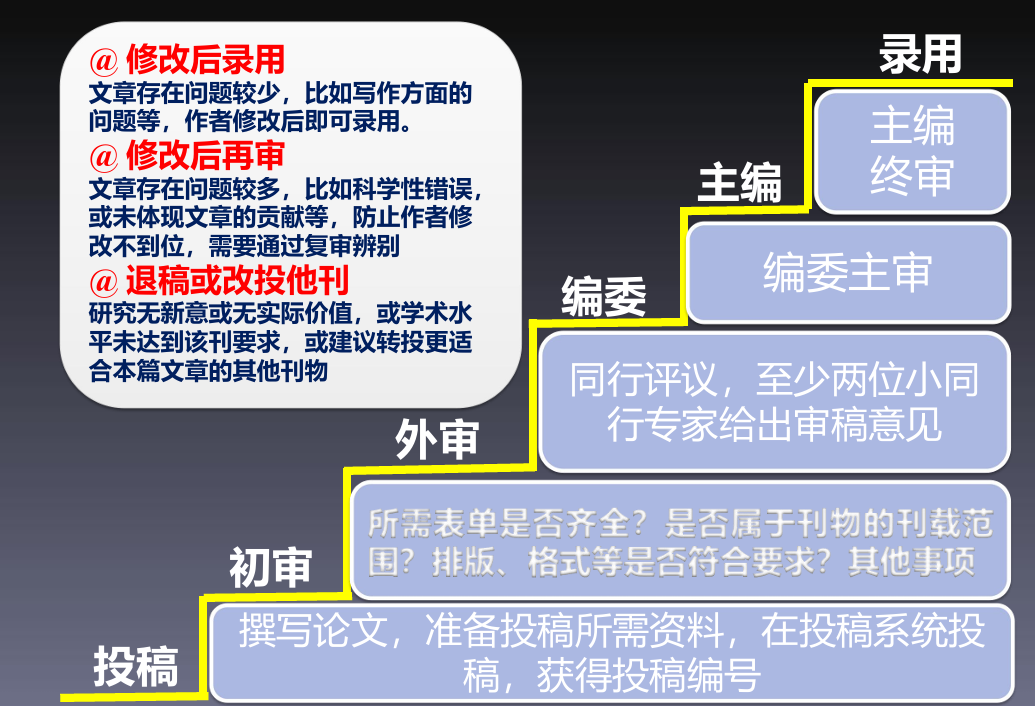 @ 修改后录用
文章存在问题较少，比如写作方面的
问题等，作者修改后即可录用。
@ 修改后再审
文章存在问题较多，比如科学性错误，
或未体现文章的贡献等，防止作者修
改不到位，需要通过复审辨别
@ 退稿或改投他刊
研究无新意或无实际价值，或学术水
平未达到该刊要求，或建议转投更适
合本篇文章的其他刊物
录用
主编
终审
主编
编委主审
编委
同行评议，至少两位小同
行专家给出审稿意见
外审
所需表单是否齐全？是否属于刊物的刊载范
围？排版、格式等是否符合要求？其他事项
初审
撰写论文，准备投稿所需资料，在投稿系统投
稿，获得投稿编号
投稿